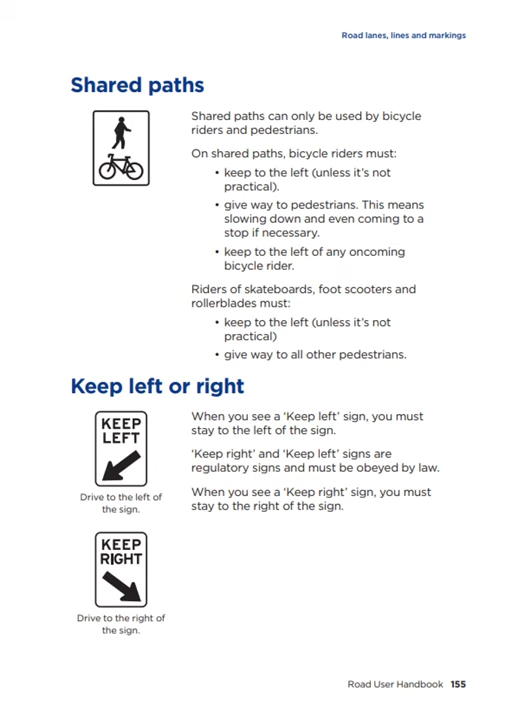 Road lanes, lines and markings
Shared paths
Shared paths can only be used by bicycle
riders and pedestrians.
On shared paths, bicycle riders must:
• keep to the left (unless it's not
practical).
• give way to pedestrians. This means
slowing down and even coming to a
stop if necessary.
• keep to the left of any oncoming
bicycle rider.
Riders of skateboards, foot scooters and
rollerblades must:
• keep to the left (unless it's not
practical)
• give way to all other pedestrians.
Keep left or right
KEEP
LEFT
Drive to the left of
the sign.
When you see a ‘Keep left’ sign, you must
stay to the left of the sign.
‘Keep right’ and ‘Keep left’ signs are
regulatory signs and must be obeyed by law.
When you see a ‘Keep right’ sign, you must
stay to the right of the sign.
KEEP
RIGHT
Drive to the right of
the sign.
Road User Handbook 155